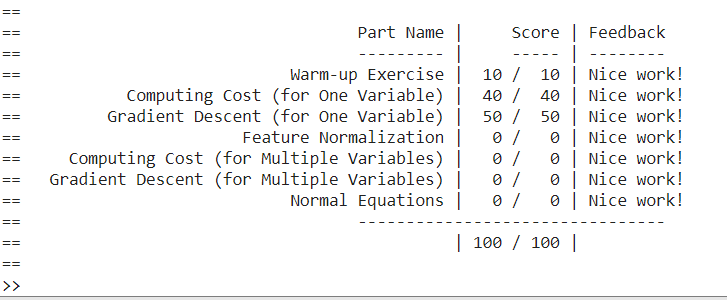 ==
==                                   Part Name |     Score | Feedback
==                                   --------- |     ----- | --------
==                            Warm-up Exercise |  10 /  10 | Nice work!
==           Computing Cost (for One Variable) |  40 /  40 | Nice work!
==         Gradient Descent (for One Variable) |  50 /  50 | Nice work!
==                       Feature Normalization |   0 /   0 | Nice work!
==     Computing Cost (for Multiple Variables) |   0 /   0 | Nice work!
==   Gradient Descent (for Multiple Variables) |   0 /   0 | Nice work!
==                            Normal Equations |   0 /   0 | Nice work!
==                                   --------------------------------
==                                             | 100 / 100 |
==
>>